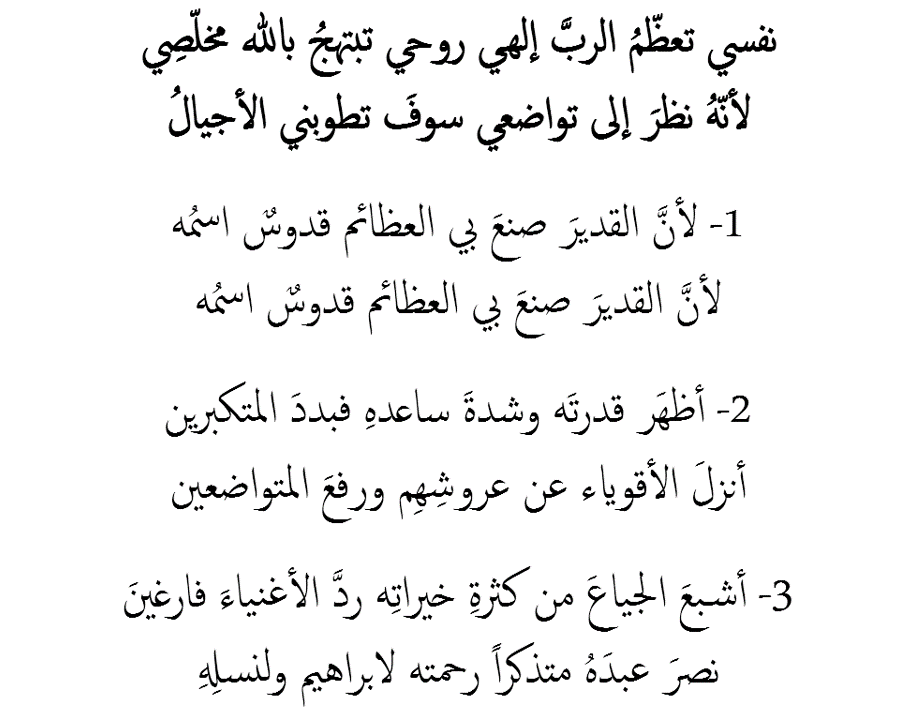 نفسي تعظّمُ الربَّ إلهي روحي تبتهجُ بالله مخلّصِي
لأنّهُ نظرَ إلى تواضعي سوفَ تطوبني الأجيالُ
1- لأنَّ القديرَ صنعَ بي العظائم قدوسٌ اسمُه
لأنَّ القديرَ صنعَ بي العظائم قدوسٌ اسمُه
2- أظهَر قدرتَه وشدةَ ساعدهِ فبددَ المتكبرين
أنزلَ الأقوياء عن عروشِهِم ورفعَ المتواضعين
3- أشبعَ الجياعَ من كثرةِ خيراتِه ردَّ الأغنياءَ فارغينَ
نصرَ عبدَهُ متذكراً رحمته لابراهيم ولنسلِهِ